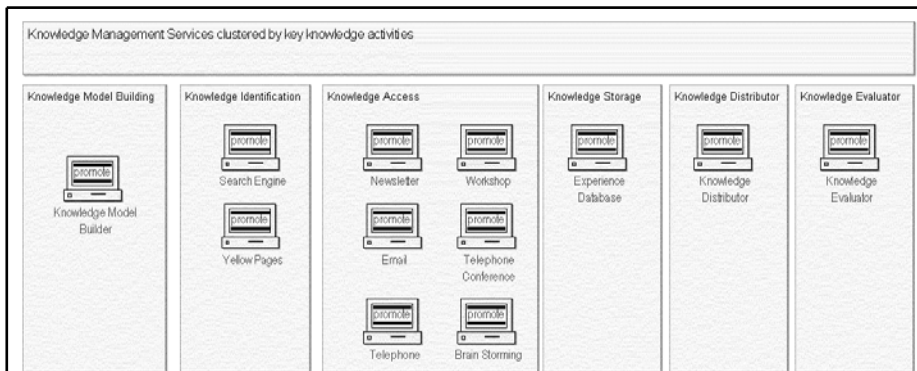 Knowledge Management Services clustered by key knowledge activities
Knowledge Model Building
promote
Knowledge Model
Builder
Knowledge Identification
promote
Search Engine
promote
Yellow Pages
Knowledge Access
promote
Newsletter
promote
Workshop
promote
Email
promote
Telephone
Conference
promote
Telephone
promote
Brain Storming
Knowledge Storage
promote
Experience
Database
Knowledge Distributor
promote
Knowledge
Distributor
Knowledge Evaluator
promote
Knowledge
Evaluator